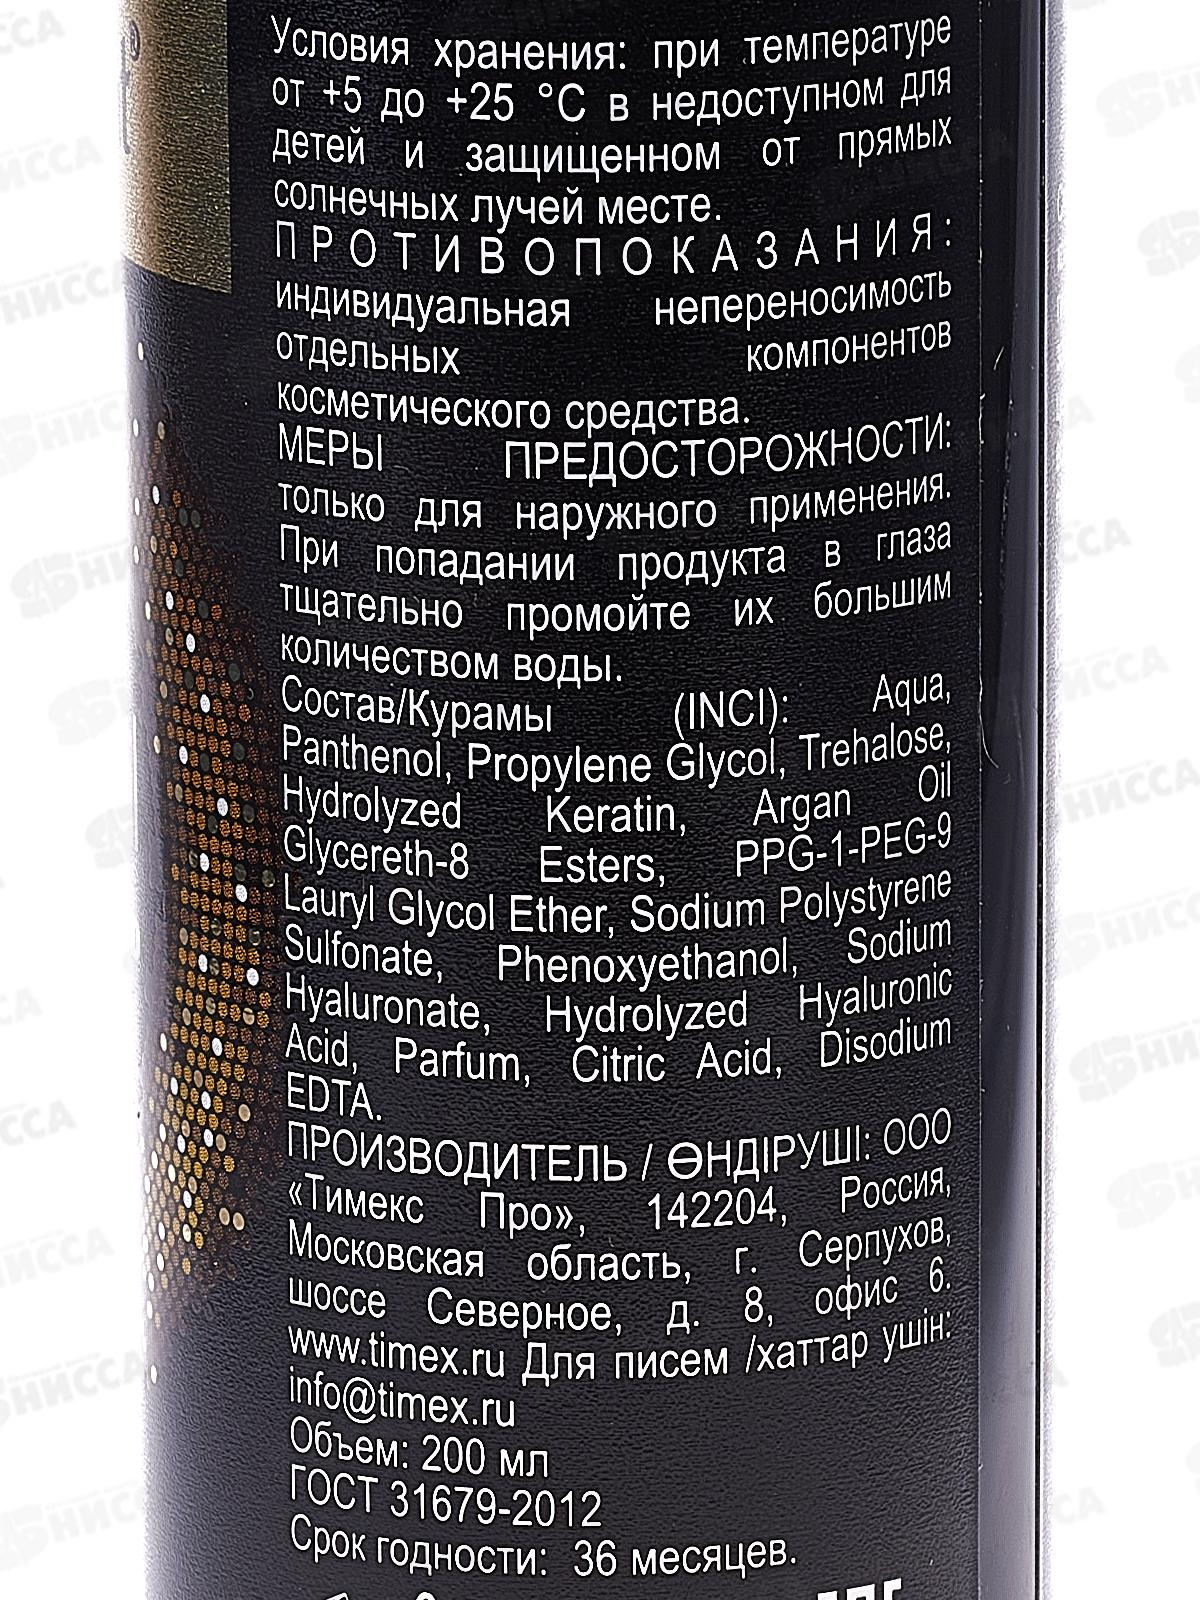 Условия хранения: при температуре
от +5 до +25 °C в недоступном для
детей и защищенном от прямых
солнечных лучей месте.
ПРОТИВОПОКАЗАНИЯ:
индивидуальная непереносимость
отдельных компонентов
косметического средства.
МЕРЫ ПРЕДОСТОРОЖНОСТИ:
только для наружного применения.
При попадании продукта в глаза
тщательно промойте их большим
количеством воды.
Состав/Курамы (INCI): Aqua,
Panthenol, Propylene Glycol, Trehalose,
Hydrolyzed Keratin, Argan Oil
Glycereth-8 Esters, PPG-1-PEG-9
Lauryl Glycol Ether, Sodium Polystyrene
Sulfonate, Phenoxyethanol, Sodium
Hyaluronate, Hydrolyzed Hyaluronic
Acid, Parfum, Citric Acid, Disodium
EDTA.
ПРОИЗВОДИТЕЛЬ / ӨНДІРУШІ: ООО
«Тимекс Про», 142204, Россия,
Московская область, г. Серпухов,
шоссе Северное, д. 8, офис 6.
www.timex.ru Для писем /хаттар ушін:
info@timex.ru
Объем: 200 мл
ГОСТ 31679-2012
Срок годности: 36 месяцев.
НИССА